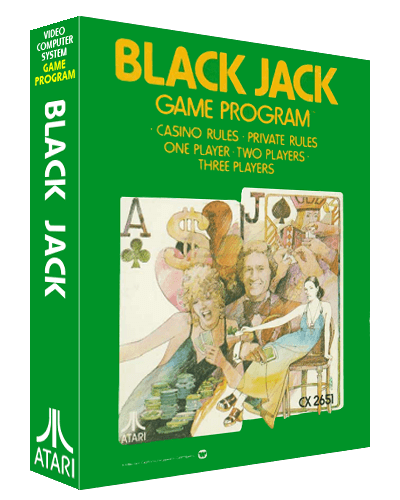 VIDEO
COMPUTER
SYSTEM
GAME
PROGRAM
BLACK JACK
ATARI
BLACK JACK
GAME PROGRAM™
· CASINO RULES · PRIVATE RULES
ONE PLAYER · TWO PLAYERS ·
THREE PLAYERS
A
J
CX 2651
ATARI